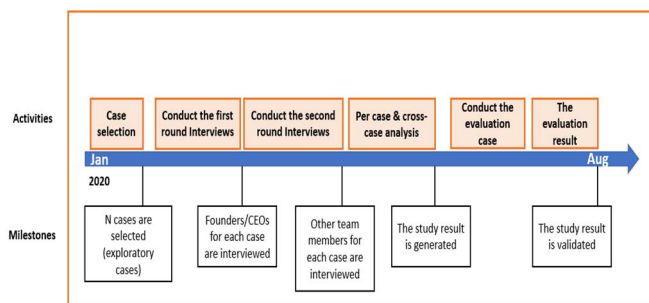 Activities
Case
selection
Conduct the first
round Interviews
Conduct the second
round Interviews
Per case & cross-
case analysis
Conduct the
evaluation
case
The
evaluation
result
Jan
Aug
2020
Milestones
N cases are
selected
(exploratory
cases)
Founders/CEOs
for each case
are interviewed
Other team
members for
each case are
interviewed
The study result
is generated
The study result
is validated